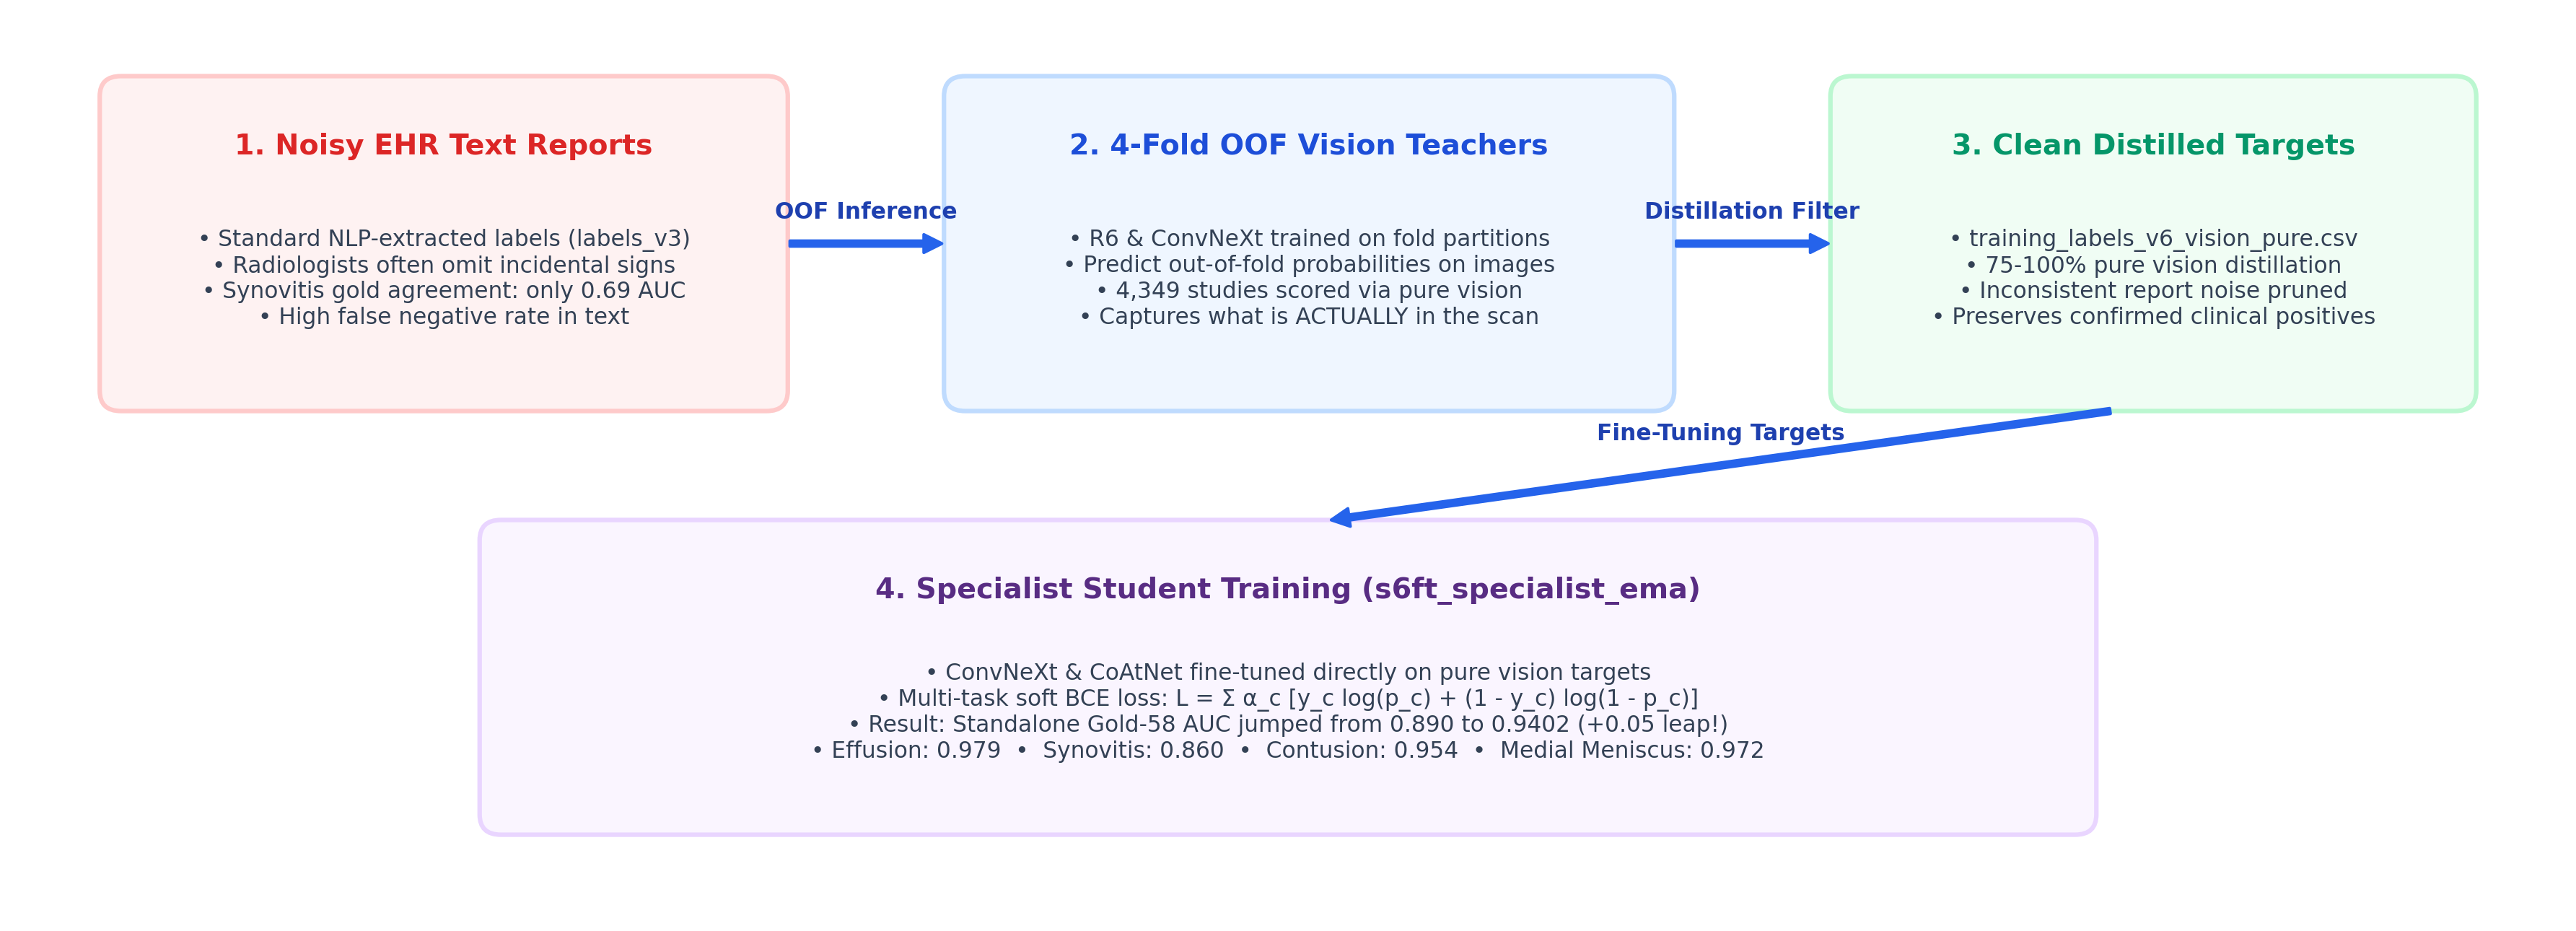 1. Noisy EHR Text Reports
• Standard NLP-extracted labels (labels_v3)
• Radiologists often omit incidental signs
• Synovitis gold agreement: only 0.69 AUC
• High false negative rate in text
OOF Inference
2. 4-Fold OOF Vision Teachers
• R6 & ConvNeXt trained on fold partitions
• Predict out-of-fold probabilities on images
• 4,349 studies scored via pure vision
• Captures what is ACTUALLY in the scan
Distillation Filter
3. Clean Distilled Targets
• training_labels_v6_vision_pure.csv
• 75-100% pure vision distillation
• Inconsistent report noise pruned
• Preserves confirmed clinical positives
Fine-Tuning Targets
4. Specialist Student Training (s6ft_specialist_ema)
• ConvNeXt & CoAtNet fine-tuned directly on pure vision targets
• Multi-task soft BCE loss: L = Σ α_c [y_c log(p_c) + (1 - y_c) log(1 - p_c)]
• Result: Standalone Gold-58 AUC jumped from 0.890 to 0.9402 (+0.05 leap!)
• Effusion: 0.979 • Synovitis: 0.860 • Contusion: 0.954 • Medial Meniscus: 0.972